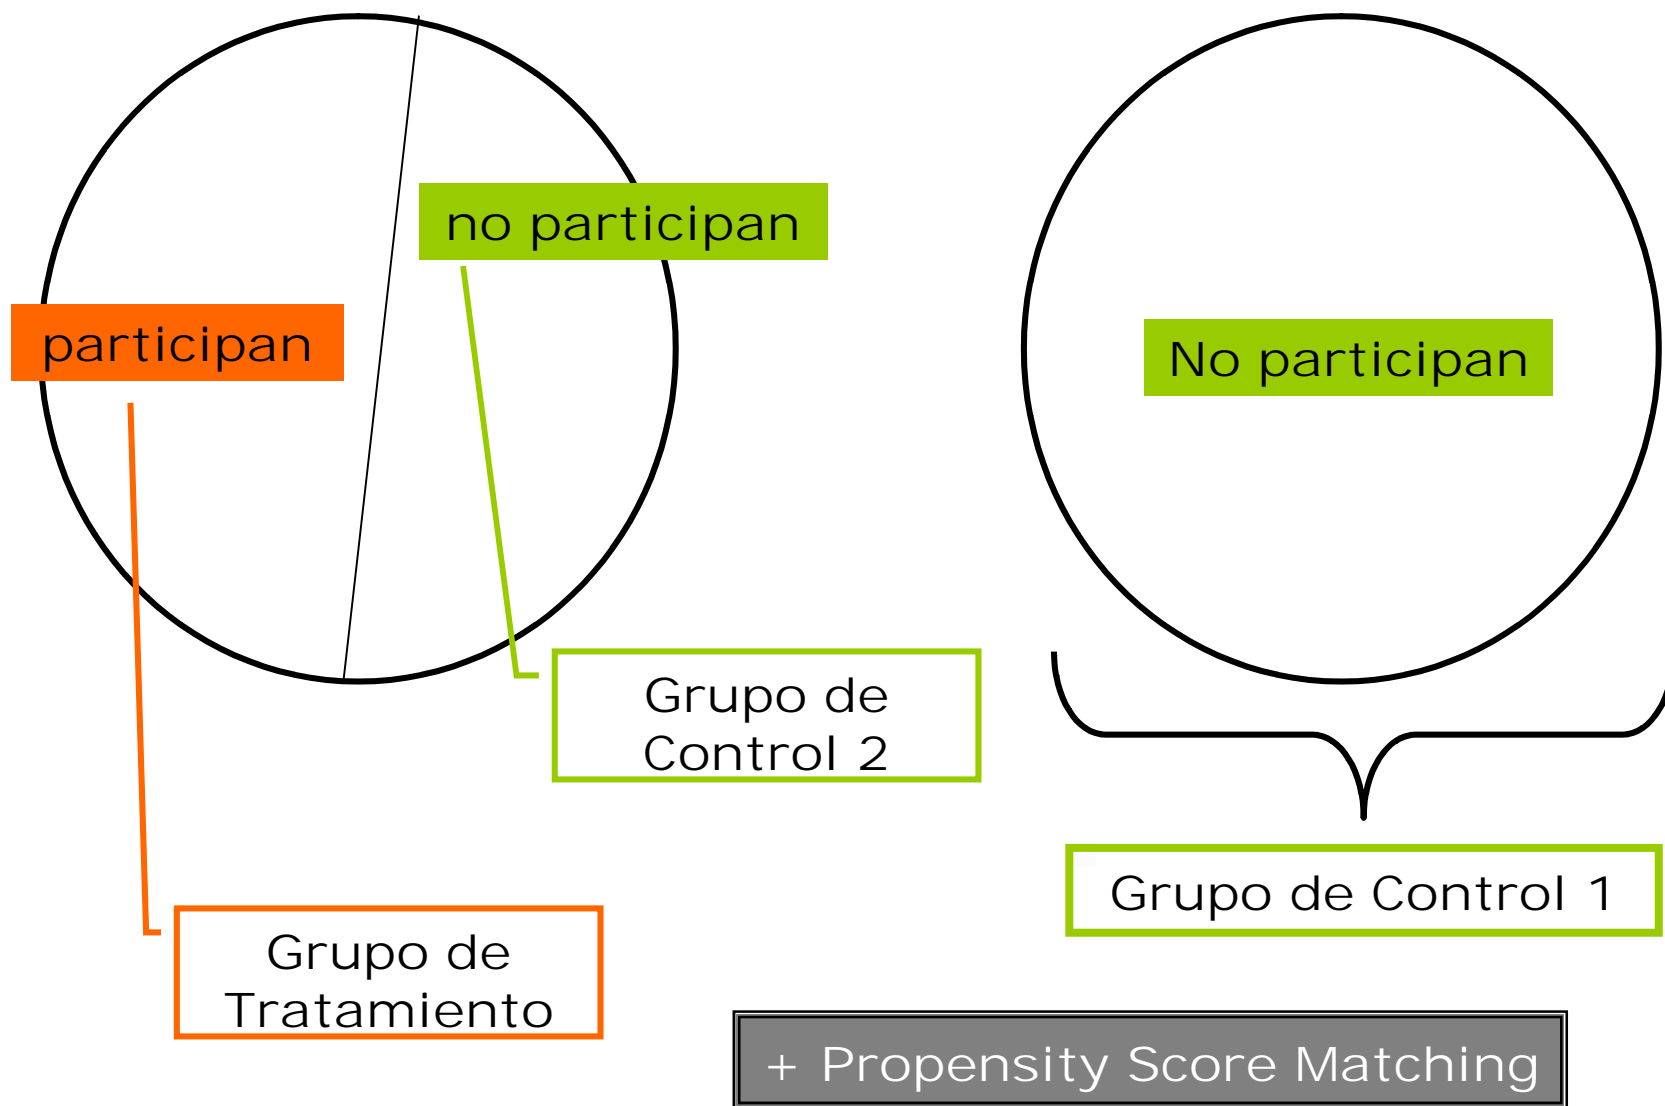 no participan
participan
No participan
Grupo de
Control 2
Grupo de Control 1
Grupo de
Tratamiento
+ Propensity Score Matching